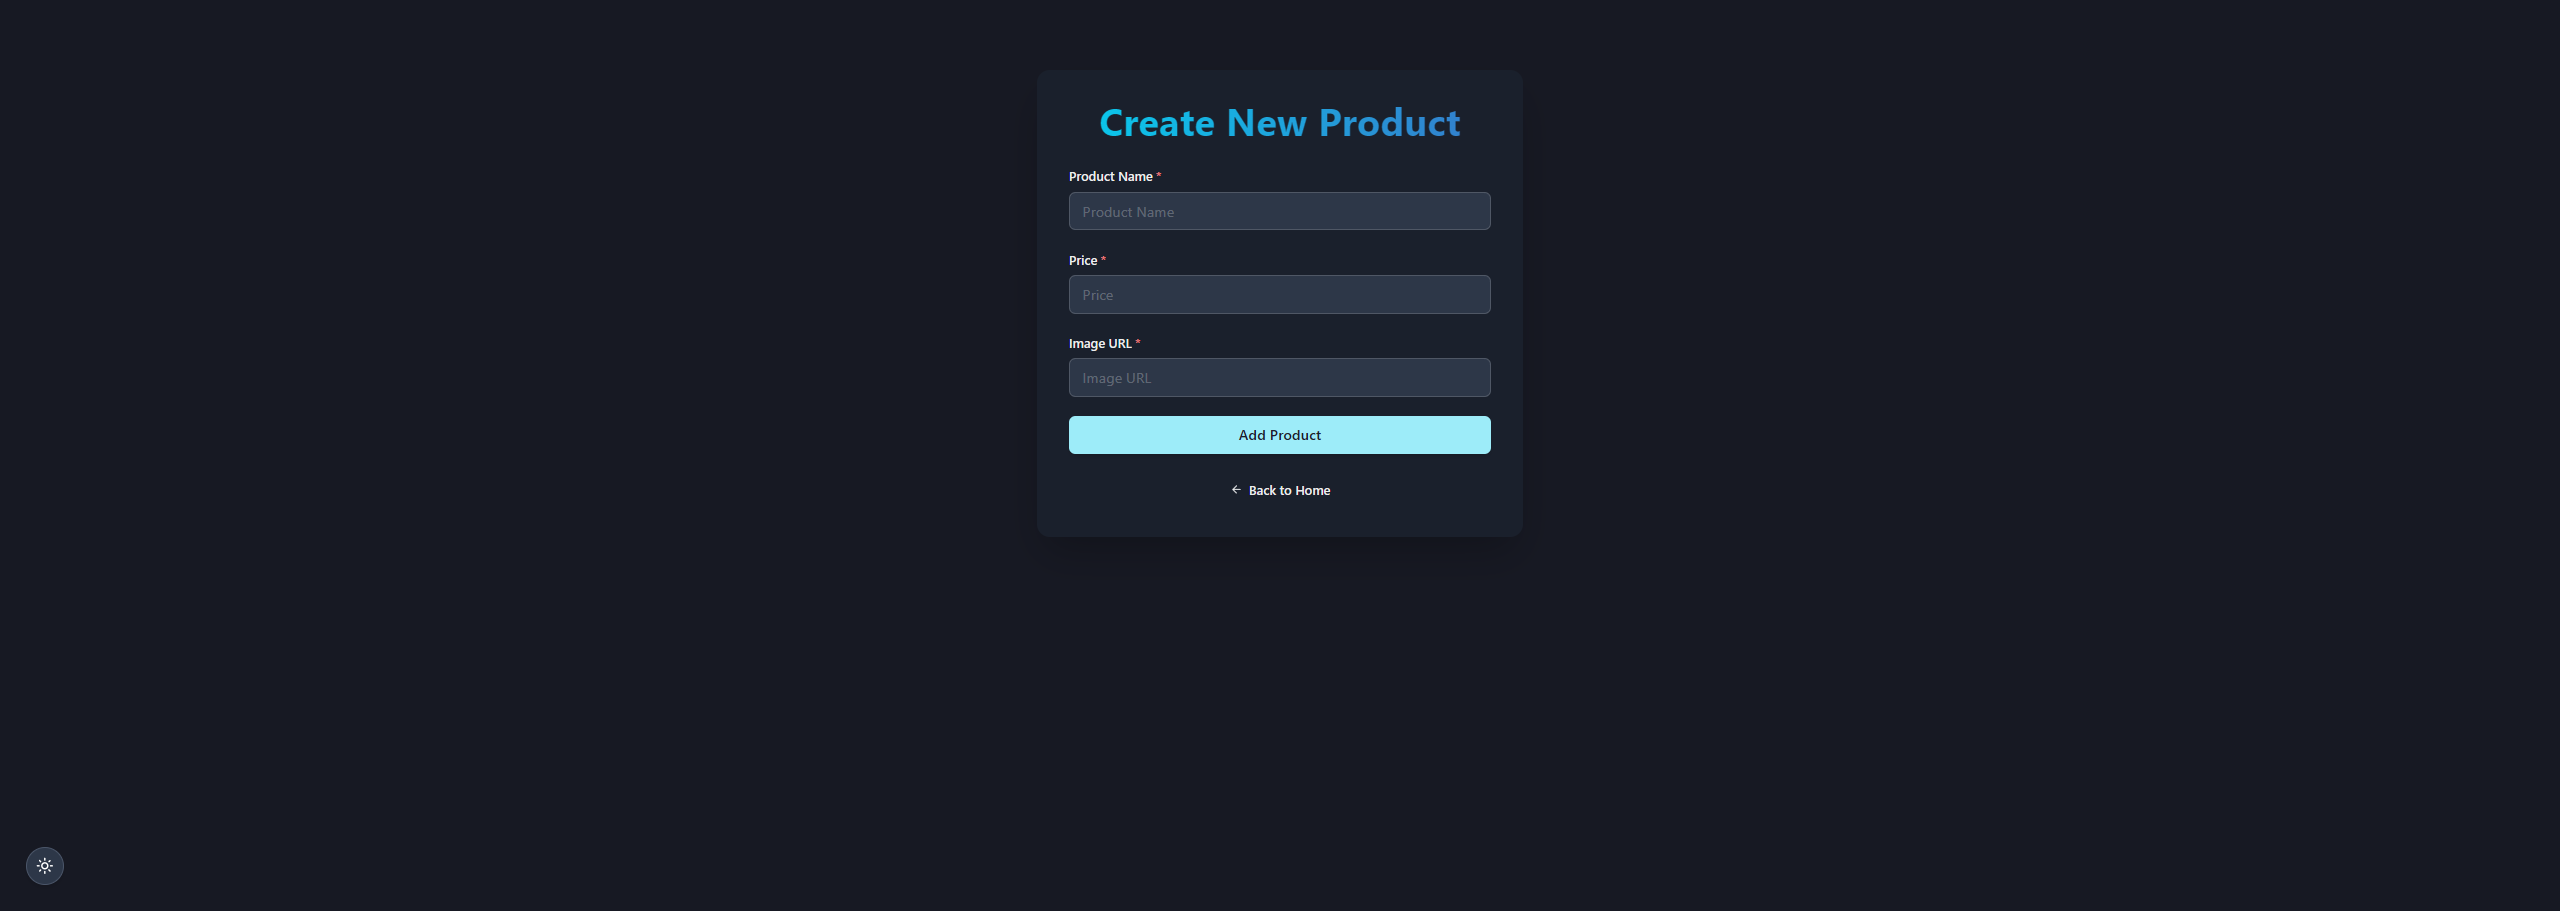 Create New Product
Product Name *
Product Name
Price *
Price
Image URL *
Image URL
Add Product
← Back to Home